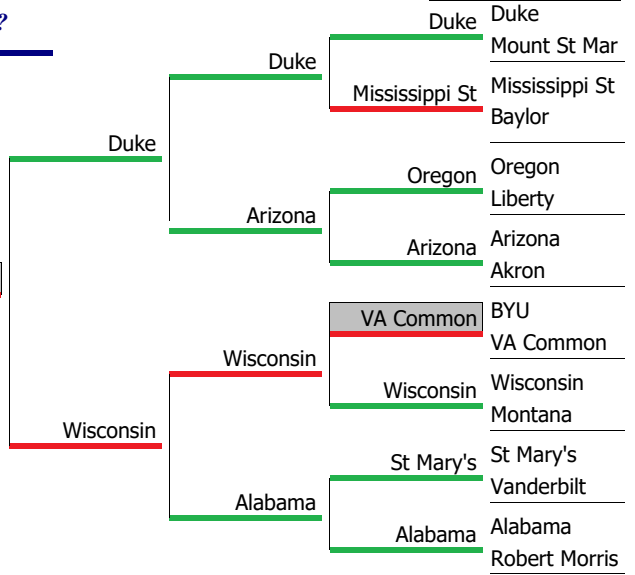 ?
Duke
Duke
Mount St Mar
Duke
Mississippi St
Mississippi St
Baylor
Duke
Oregon
Oregon
Liberty
Arizona
Arizona
Arizona
Akron
VA Common
BYU
VA Common
Wisconsin
Wisconsin
Wisconsin
Montana
Wisconsin
St Mary's
St Mary's
Vanderbilt
Alabama
Alabama
Alabama
Robert Morris